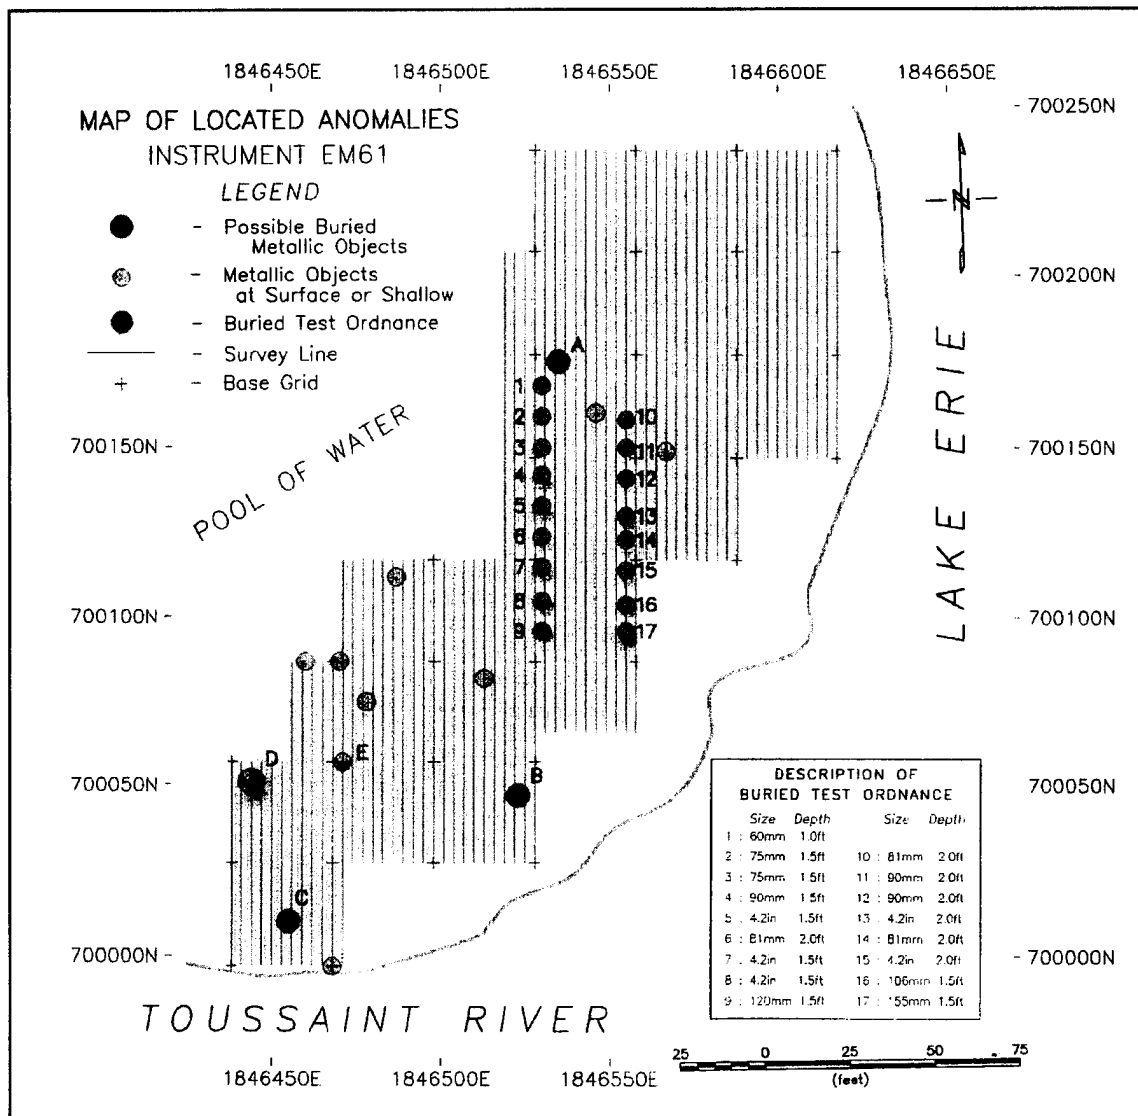 1846450E 1846500E 1846550E 1846600E 1846650E
700250N
MAP OF LOCATED ANOMALIES
INSTRUMENT EM61
LEGEND
- Possible Buried
Metallic Objects
- Metallic Objects
at Surface or Shallow
- Buried Test Ordnance
- Survey Line
- Base Grid
N
700200N
LAKE ERIE
A
1
2
3
4
5
6
7
8
9
10
11
12
13
14
15
16
17
POOL OF WATER
700150N
700150N
700100N
700100N
D
E
B
C
700050N
700050N
700000N
700000N
DESCRIPTION OF
BURIED TEST ORDNANCE
Size Depth Size Depth
1 : 60mm 1.0ft
2 : 75mm 1.5ft 10 : 81mm 2.0ft
3 : 75mm 1.5ft 11 : 90mm 2.0ft
4 : 90mm 1.5ft 12 : 90mm 2.0ft
5 : 4.2in 1.5ft 13 : 4.2in 2.0ft
6 : 81mm 2.0ft 14 : 81mm 2.0ft
7 : 4.2in 1.5ft 15 : 4.2in 2.0ft
8 : 4.2in 1.5ft 16 : 106mm 1.5ft
9 : 120mm 1.5ft 17 : 155mm 1.5ft
TOUSSAINT RIVER
25 0 25 50 75
(feet)
1846450E 1846500E 1846550E